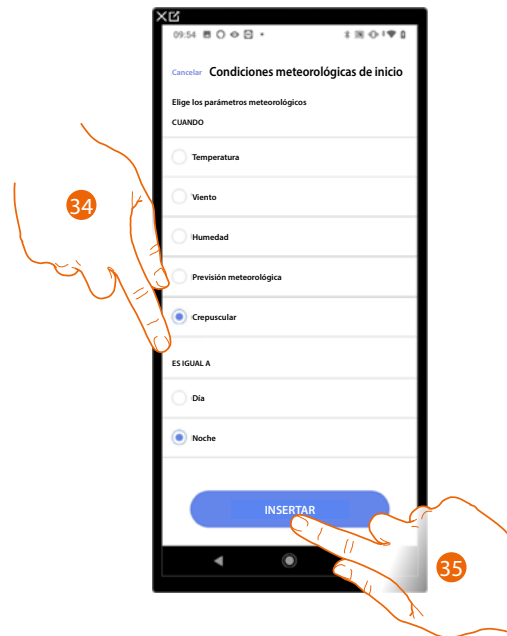 09:54
Cancelar Condiciones meteorológicas de inicio
Elige los parámetros meteorológicos
CUANDO
Temperatura
Viento
34
Humedad
Previsión meteorológica
Crepuscular
ES IGUAL A
Día
Noche
INSERTAR
35